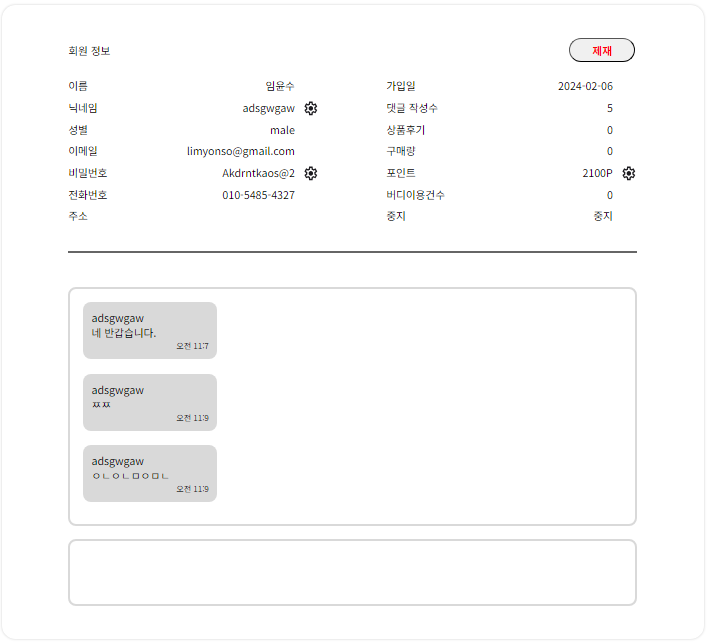 회원 정보
제재
이름 임윤수
닉네임 adsgwgaw
성별 male
이메일 limyonso@gmail.com
비밀번호 Akdrntkaos@2
전화번호 010-5485-4327
주소
가입일 2024-02-06
댓글 작성수 5
상품후기 0
구매량 0
포인트 2100P
버디이용건수 0
중지 중지
adsgwgaw
네 반갑습니다.
오전 11:7
adsgwgaw
ㅉㅉ
오전 11:9
adsgwgaw
ㅇㄴㅇㄴㅁㅇㅁㄴ
오전 11:9